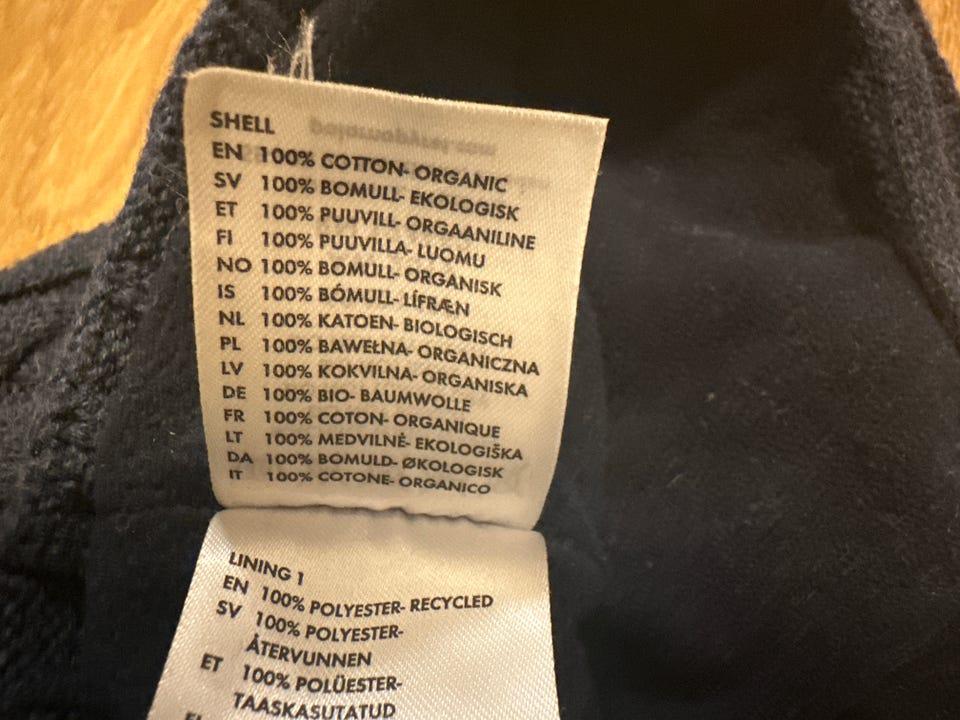 SHELL
EN 100% COTTON- ORGANIC
SV 100% BOMULL- EKOLOGISK
ET 100% PUUVILL- ORGAANILINE
FI 100% PUUVILLA- LUOMU
NO 100% BOMULL- ORGANISK
IS 100% BÓMULL- LÍFRÆN
NL 100% KATOEN- BIOLOGISCH
PL 100% BAWEŁNA- ORGANICZNA
LV 100% KOKVILNA- ORGANISKA
DE 100% BIO- BAUMWOLLE
FR 100% COTON- ORGANIQUE
LT 100% MEDVILNĖ- EKOLOGIŠKA
DA 100% BOMULD- ØKOLOGISK
IT 100% COTONE- ORGANICO
LINING 1
EN 100% POLYESTER- RECYCLED
SV 100% POLYESTER-
ÅTERVUNNEN
ET 100% POLÜESTER-
TAASKASUTATUD